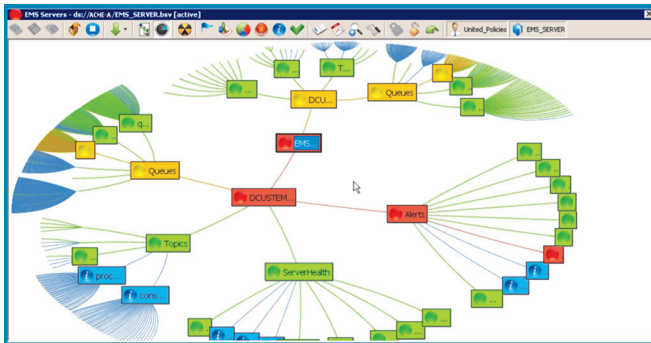 EMS Servers - ds://ACME-A/EMS_SERVER.bsv [active]
United_Policies
EMS_SERVER
...
T...
DCU...
Queues
...
...
q...
...
EMS...
Queues
DCUSTEM...
Alerts
Topics
...
proc...
cons...
ServerHealth
...
...
...